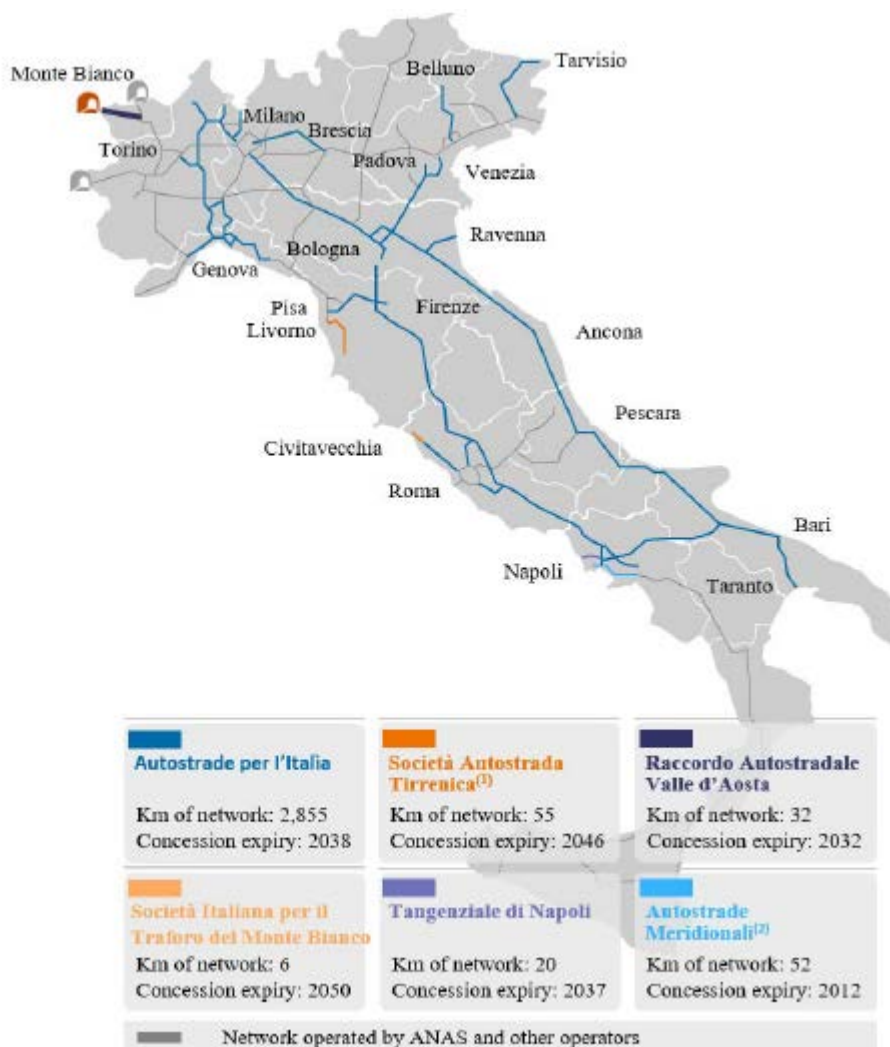 Tarvisio
Belluno
Monte Bianco
Milano
Brescia
Torino
Padova
Venezia
Ravenna
Bologna
Genova
Pisa
Firenze
Livorno
Ancona
Pescara
Civitavecchia
Roma
Bari
Napoli
Taranto
Autostrade per l'Italia
Km of network: 2,855
Concession expiry: 2038
Società Autostrada
Tirrenica(1)
Km of network: 55
Concession expiry: 2046
Raccordo Autostradale
Valle d'Aosta
Km of network: 32
Concession expiry: 2032
Società Italiana per il
Traforo del Monte Bianco
Km of network: 6
Concession expiry: 2050
Tangenziale di Napoli
Km of network: 20
Concession expiry: 2037
Autostrade
Meridionali(2)
Km of network: 52
Concession expiry: 2012
Network operated by ANAS and other operators